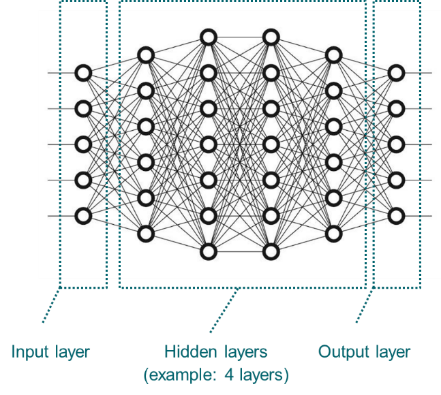 Input layer
Hidden layers
(example: 4 layers)
Output layer